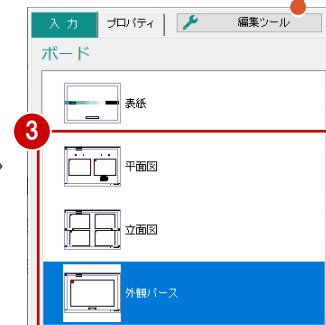 入 力 プロパティ 編集ツール
ボード
表紙
3
平面図
立面図
外観パース